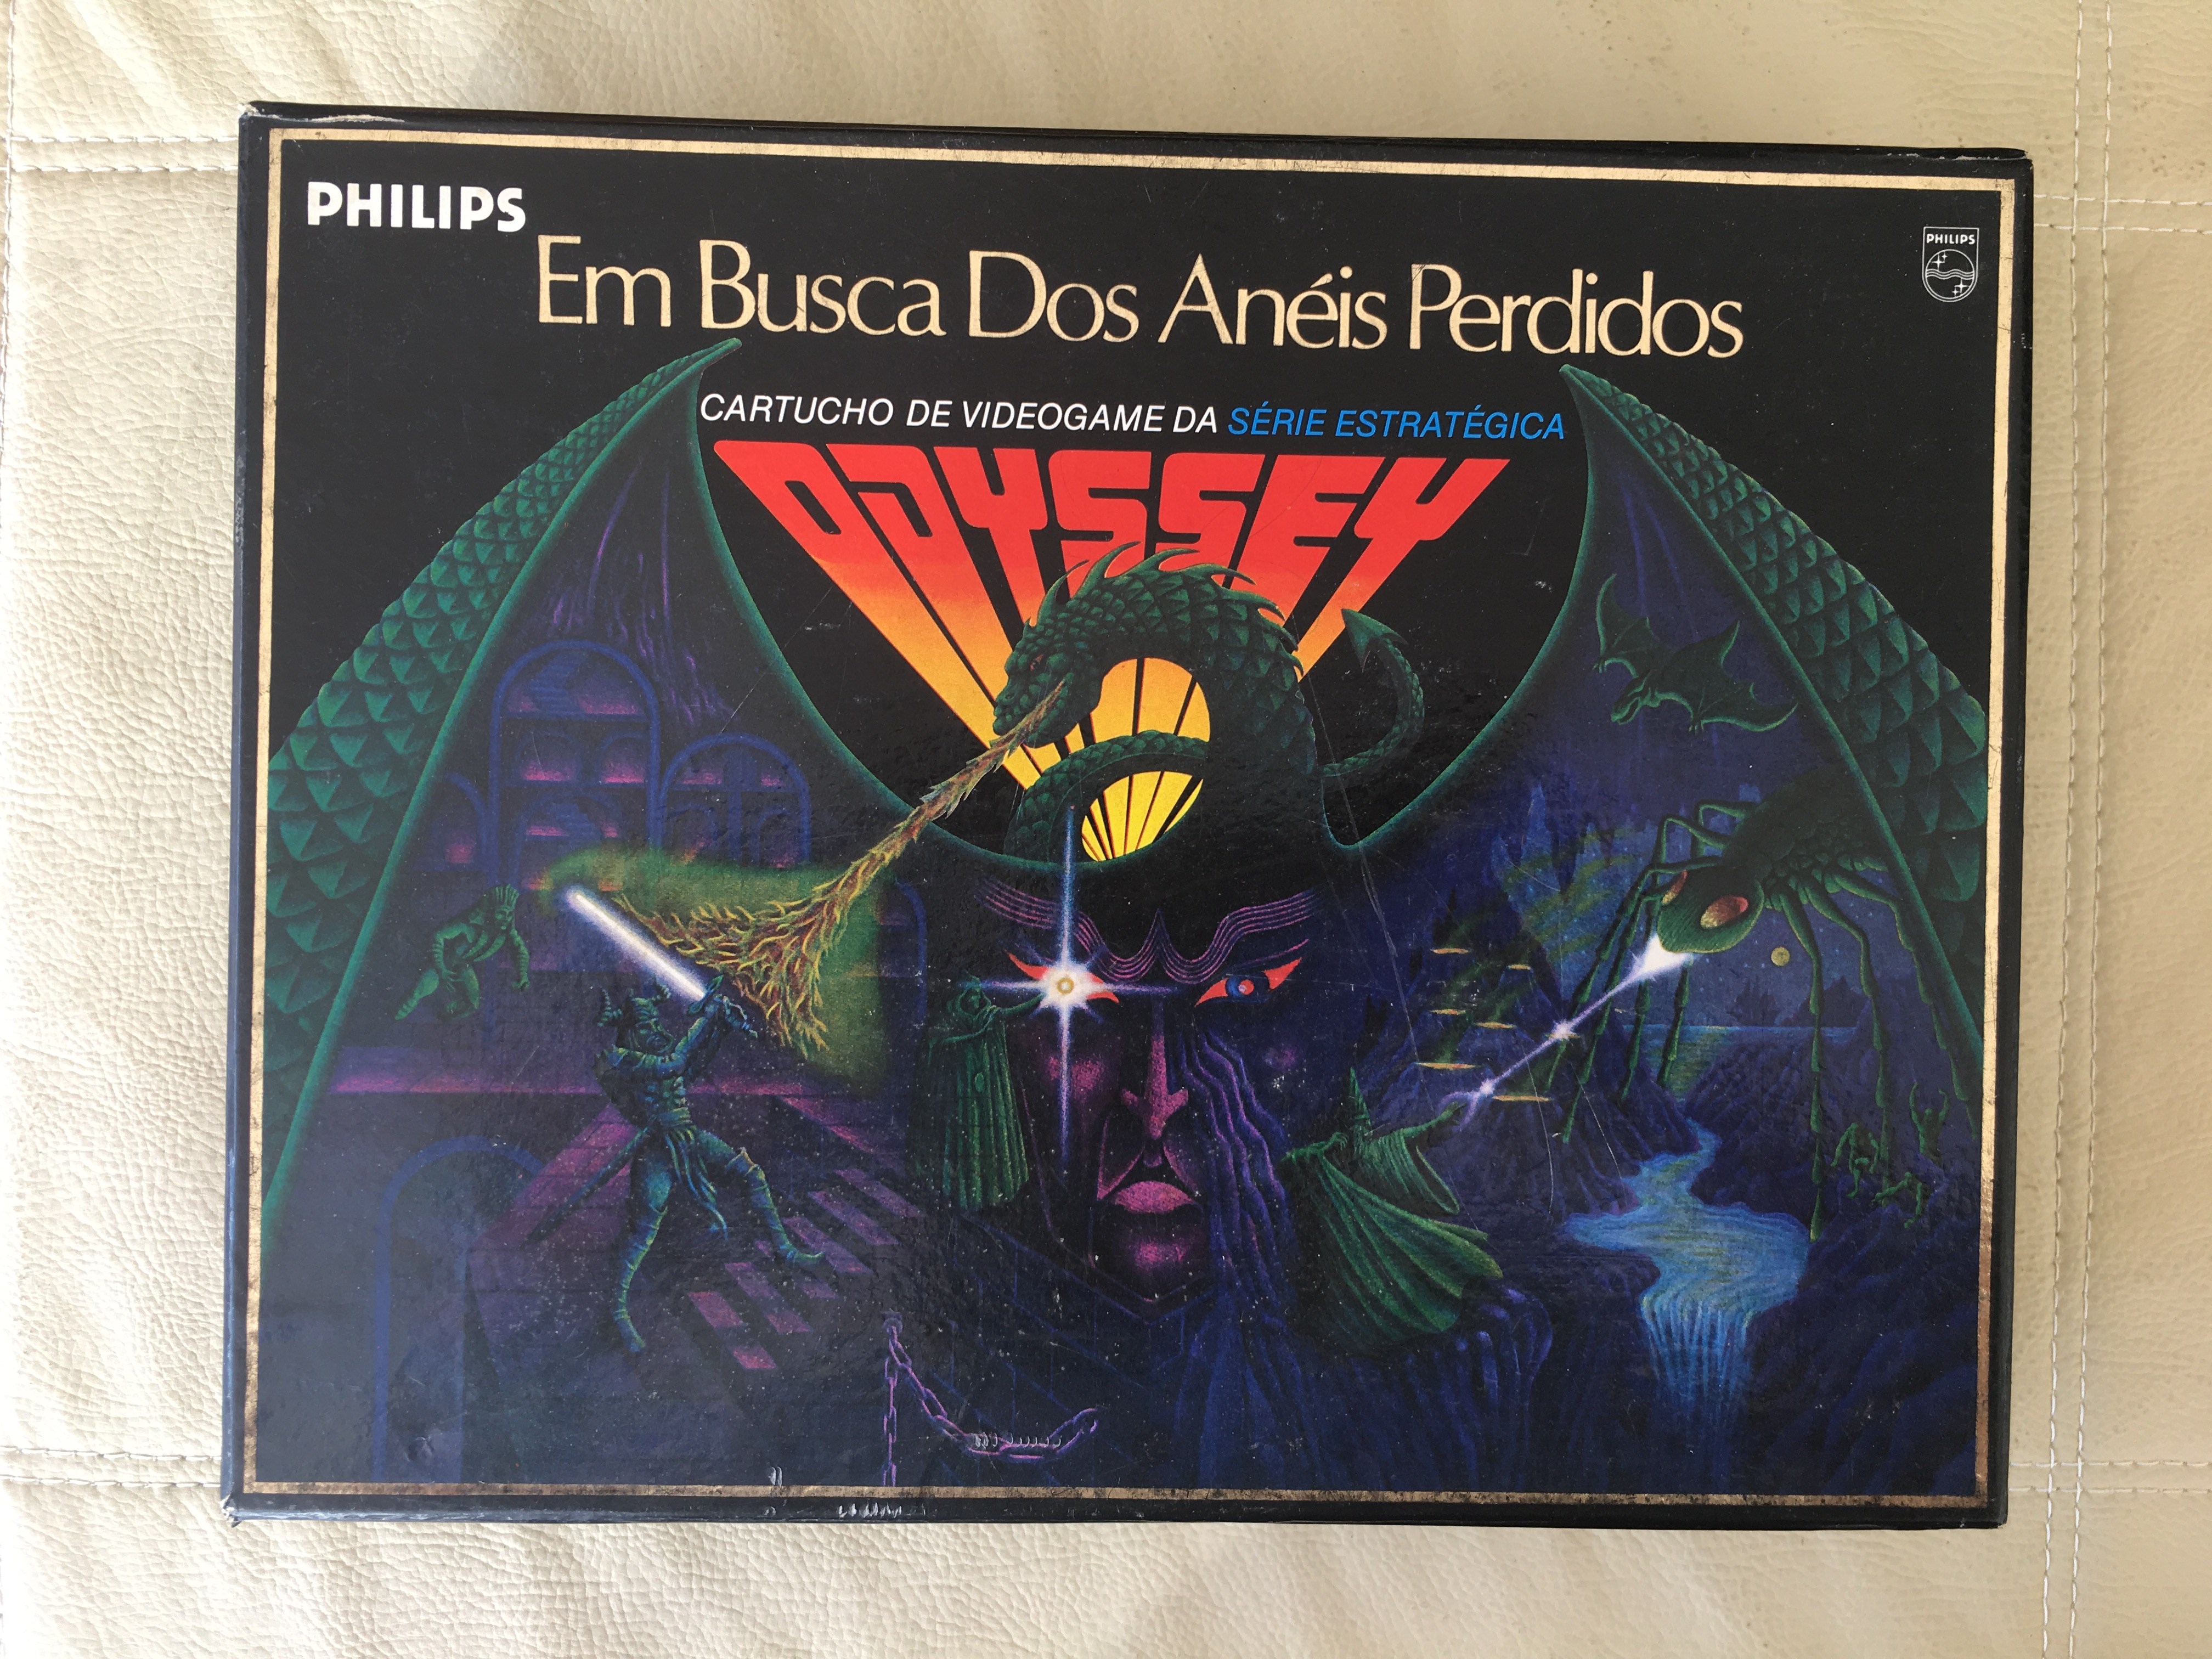 PHILIPS
PHILIPS
Em Busca Dos Anéis Perdidos
CARTUCHO DE VIDEOGAME DA SÉRIE ESTRATÉGICA
ODYSSEY